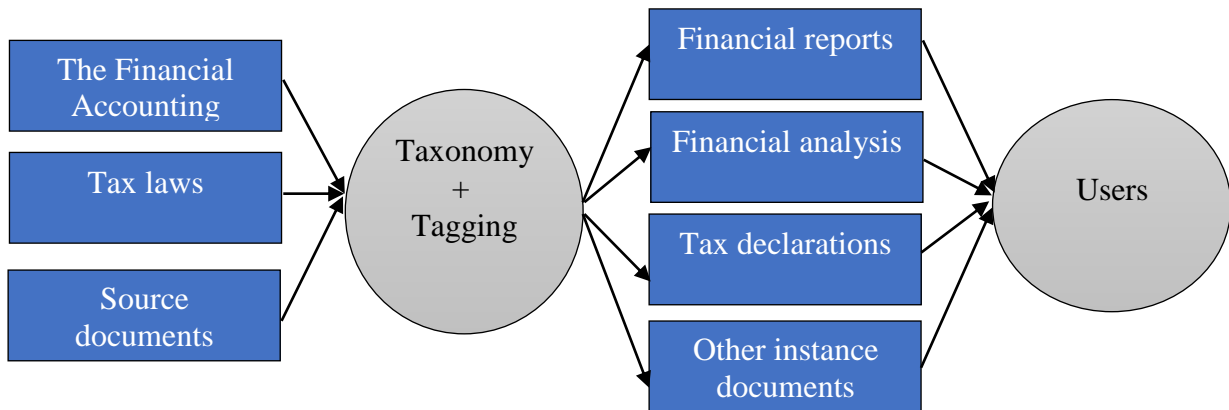 The Financial
Accounting
Tax laws
Source
documents
Taxonomy
+
Tagging
Financial reports
Financial analysis
Tax declarations
Other instance
documents
Users